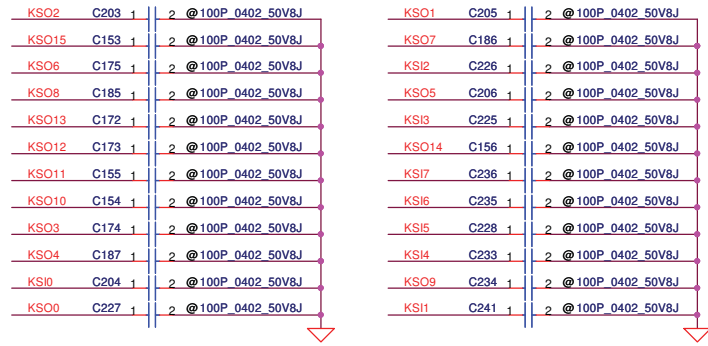 KSO2 C203 1 2 @100P_0402_50V8J KSO1 C205 1 2 @100P_0402_50V8J
KSO15 C153 1 2 @100P_0402_50V8J KSO7 C186 1 2 @100P_0402_50V8J
KSO6 C175 1 2 @100P_0402_50V8J KSI2 C226 1 2 @100P_0402_50V8J
KSO8 C185 1 2 @100P_0402_50V8J KSO5 C206 1 2 @100P_0402_50V8J
KSO13 C172 1 2 @100P_0402_50V8J KSI3 C225 1 2 @100P_0402_50V8J
KSO12 C173 1 2 @100P_0402_50V8J KSO14 C156 1 2 @100P_0402_50V8J
KSO11 C155 1 2 @100P_0402_50V8J KSI7 C236 1 2 @100P_0402_50V8J
KSO10 C154 1 2 @100P_0402_50V8J KSI6 C235 1 2 @100P_0402_50V8J
KSO3 C174 1 2 @100P_0402_50V8J KSI5 C228 1 2 @100P_0402_50V8J
KSO4 C187 1 2 @100P_0402_50V8J KSI4 C233 1 2 @100P_0402_50V8J
KSI0 C204 1 2 @100P_0402_50V8J KSO9 C234 1 2 @100P_0402_50V8J
KSO0 C227 1 2 @100P_0402_50V8J KSI1 C241 1 2 @100P_0402_50V8J